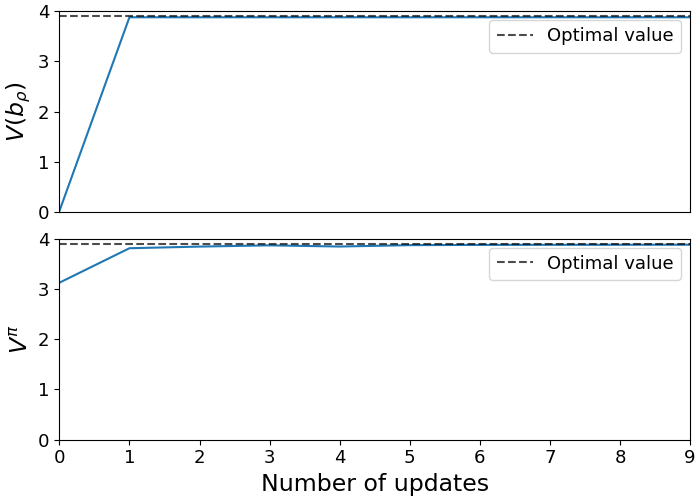 4
3
2
1
0
V(b_ρ)
Optimal value
4
3
2
1
0
V^π
Optimal value
0 1 2 3 4 5 6 7 8 9
Number of updates